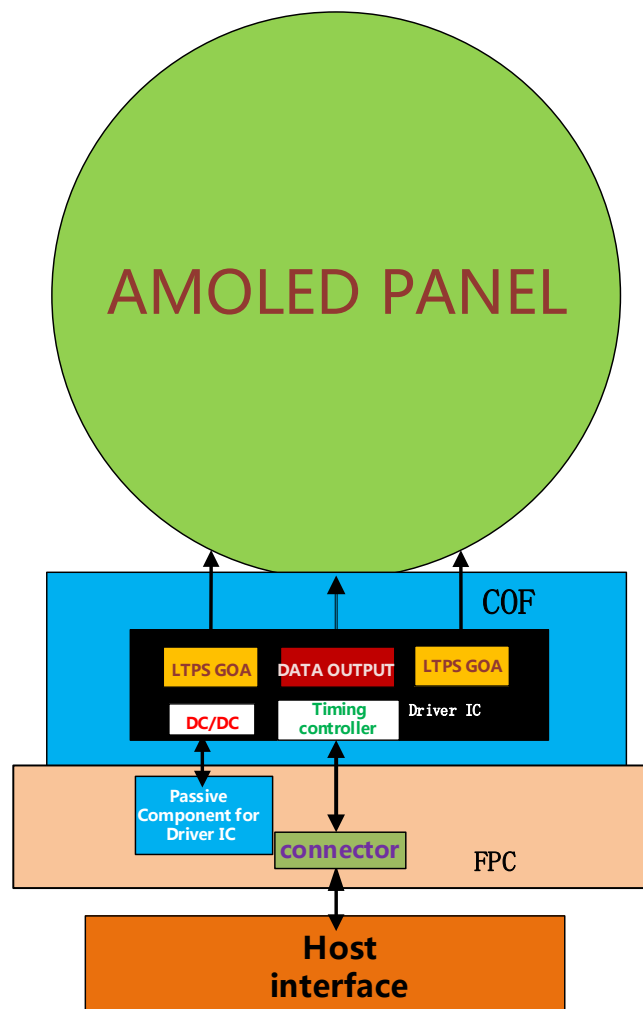 AMOLED PANEL
COF
LTPS GOA
DATA OUTPUT
LTPS GOA
DC/DC
Timing
controller
Driver IC
Passive
Component for
Driver IC
connector
FPC
Host
interface